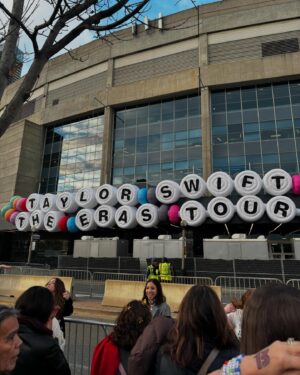 TAYLOR SWIFT
THE ERAS TOUR